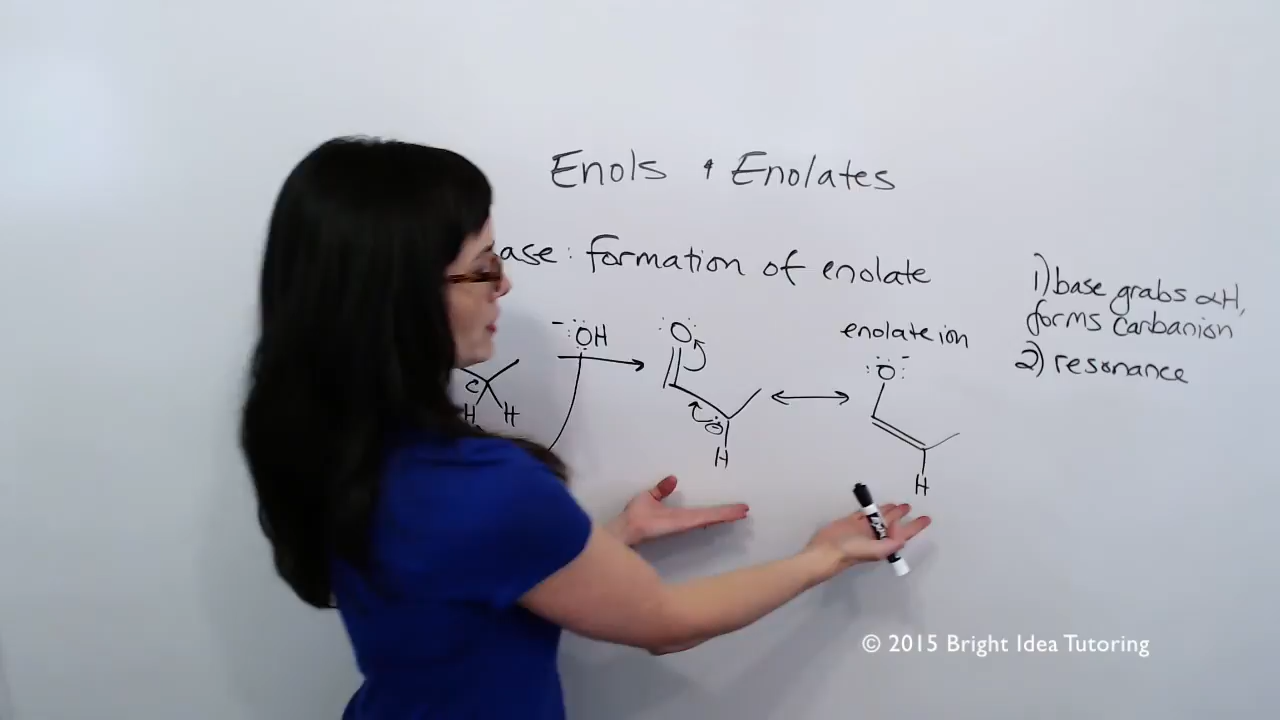 Enols & Enolates
ase: formation of enolate
1) base grabs αH,
forms carbanion
2) resonance
enolate ion
-:ÖH
:O:
:Ö:-
C
H H
H
H
© 2015 Bright Idea Tutoring